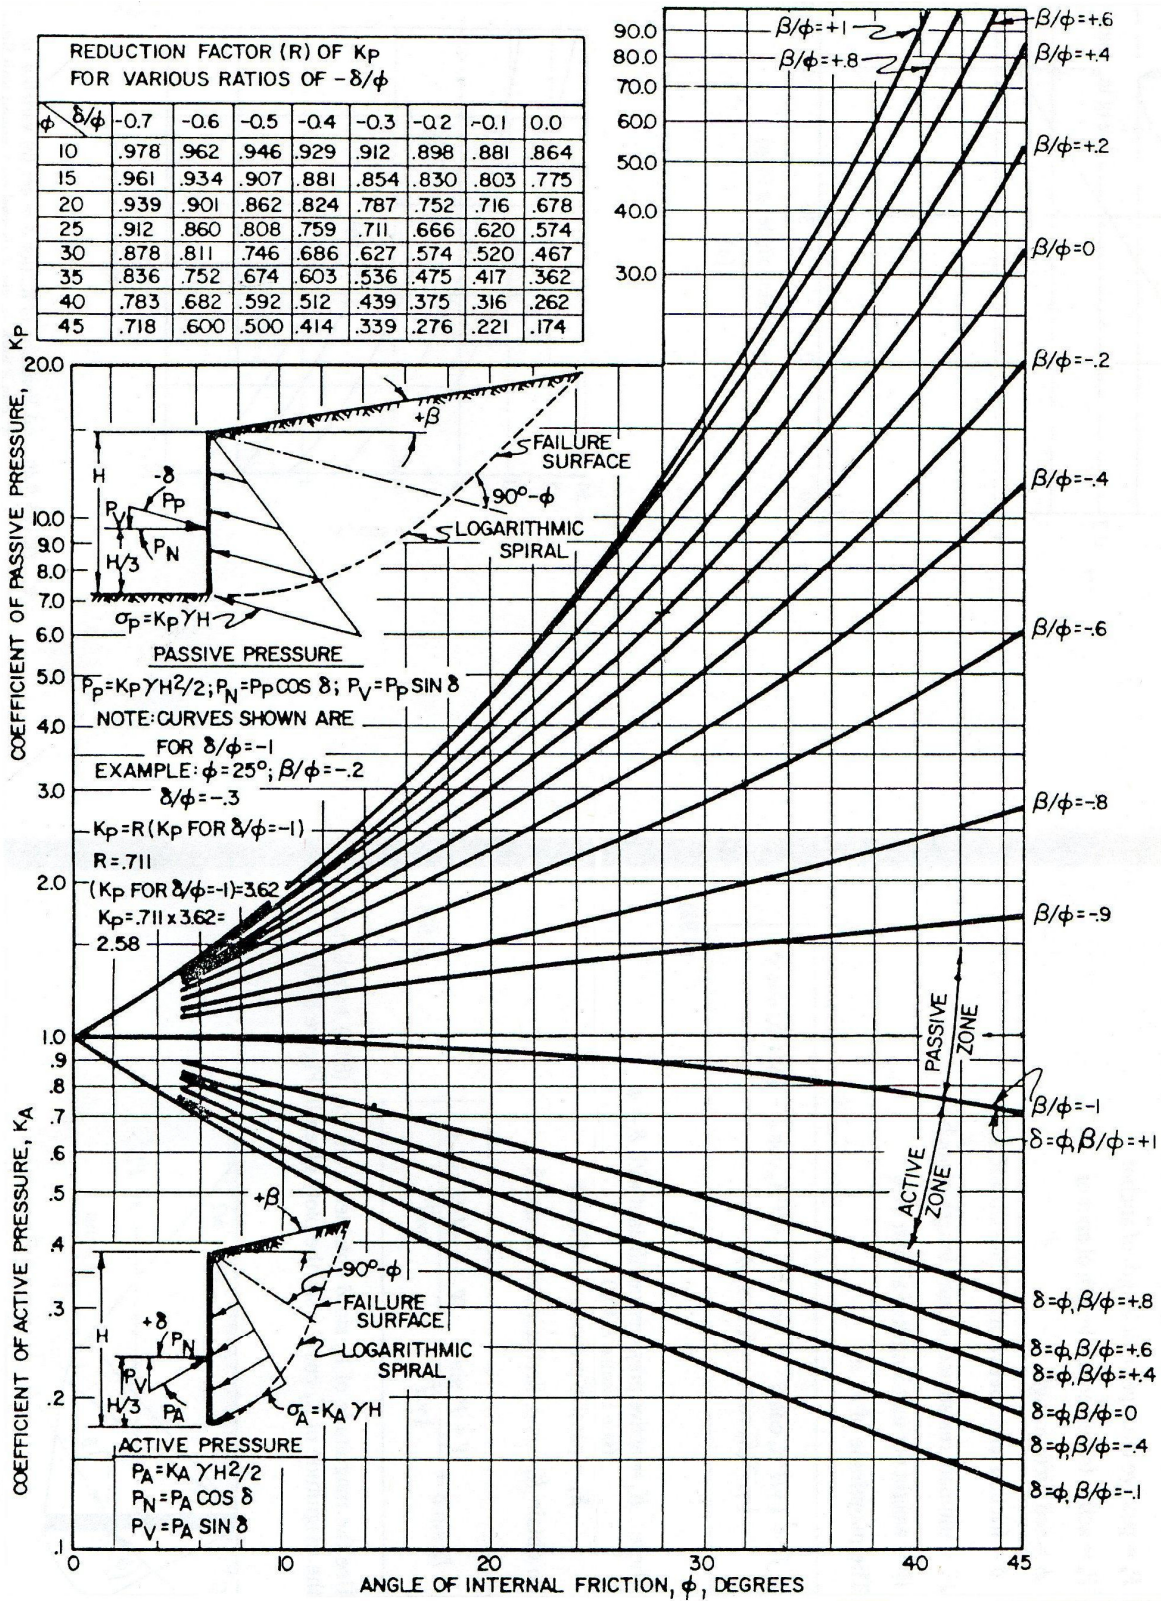 REDUCTION FACTOR (R) OF KP
FOR VARIOUS RATIOS OF -δ/ϕ
ϕ δ/ϕ -0.7 -0.6 -0.5 -0.4 -0.3 -0.2 -0.1 0.0
10 .978 .962 .946 .929 .912 .898 .881 .864
15 .961 .934 .907 .881 .854 .830 .803 .775
20 .939 .901 .862 .824 .787 .752 .716 .678
25 .912 .860 .808 .759 .711 .666 .620 .574
30 .878 .811 .746 .686 .627 .574 .520 .467
35 .836 .752 .674 .603 .536 .475 .417 .362
40 .783 .682 .592 .512 .439 .375 .316 .262
45 .718 .600 .500 .414 .339 .276 .221 .174
90.0
80.0
70.0
60.0
50.0
40.0
30.0
β/ϕ=+1
β/ϕ=+.8
β/ϕ=+.6
β/ϕ=+.4
β/ϕ=+.2
β/ϕ=0
β/ϕ=-.2
β/ϕ=-.4
β/ϕ=-.6
β/ϕ=-.8
β/ϕ=-.9
β/ϕ=-1
δ=ϕ,β/ϕ=+1
δ=ϕ,β/ϕ=+.8
δ=ϕ,β/ϕ=+.6
δ=ϕ,β/ϕ=+.4
δ=ϕ,β/ϕ=0
δ=ϕ,β/ϕ=-.4
δ=ϕ,β/ϕ=-.1
COEFFICIENT OF PASSIVE PRESSURE, KP
20.0
10.0
9.0
8.0
7.0
6.0
5.0
4.0
3.0
2.0
1.0
.9
.8
.7
.6
.5
.4
.3
.2
.1
COEFFICIENT OF ACTIVE PRESSURE, KA
+β
H
-δ
PP
PV
PN
H/3
FAILURE
SURFACE
90°-ϕ
LOGARITHMIC
SPIRAL
σP=KPγH
PASSIVE PRESSURE
PP=KPγH²/2; PN=PP COS δ; PV=PP SIN δ
NOTE: CURVES SHOWN ARE
FOR δ/ϕ=-1
EXAMPLE: ϕ=25°; β/ϕ=-.2
δ/ϕ=-.3
KP=R(KP FOR δ/ϕ=-1)
R=.711
(KP FOR δ/ϕ=-1)=3.62
KP=.711x3.62=
2.58
PASSIVE
ZONE
ACTIVE
ZONE
+β
90°-ϕ
FAILURE
SURFACE
LOGARITHMIC
SPIRAL
H
+δ
PN
PV
H/3
PA
σA=KAγH
ACTIVE PRESSURE
PA=KAγH²/2
PN=PA COS δ
PV=PA SIN δ
0 10 20 30 40 45
ANGLE OF INTERNAL FRICTION, ϕ, DEGREES